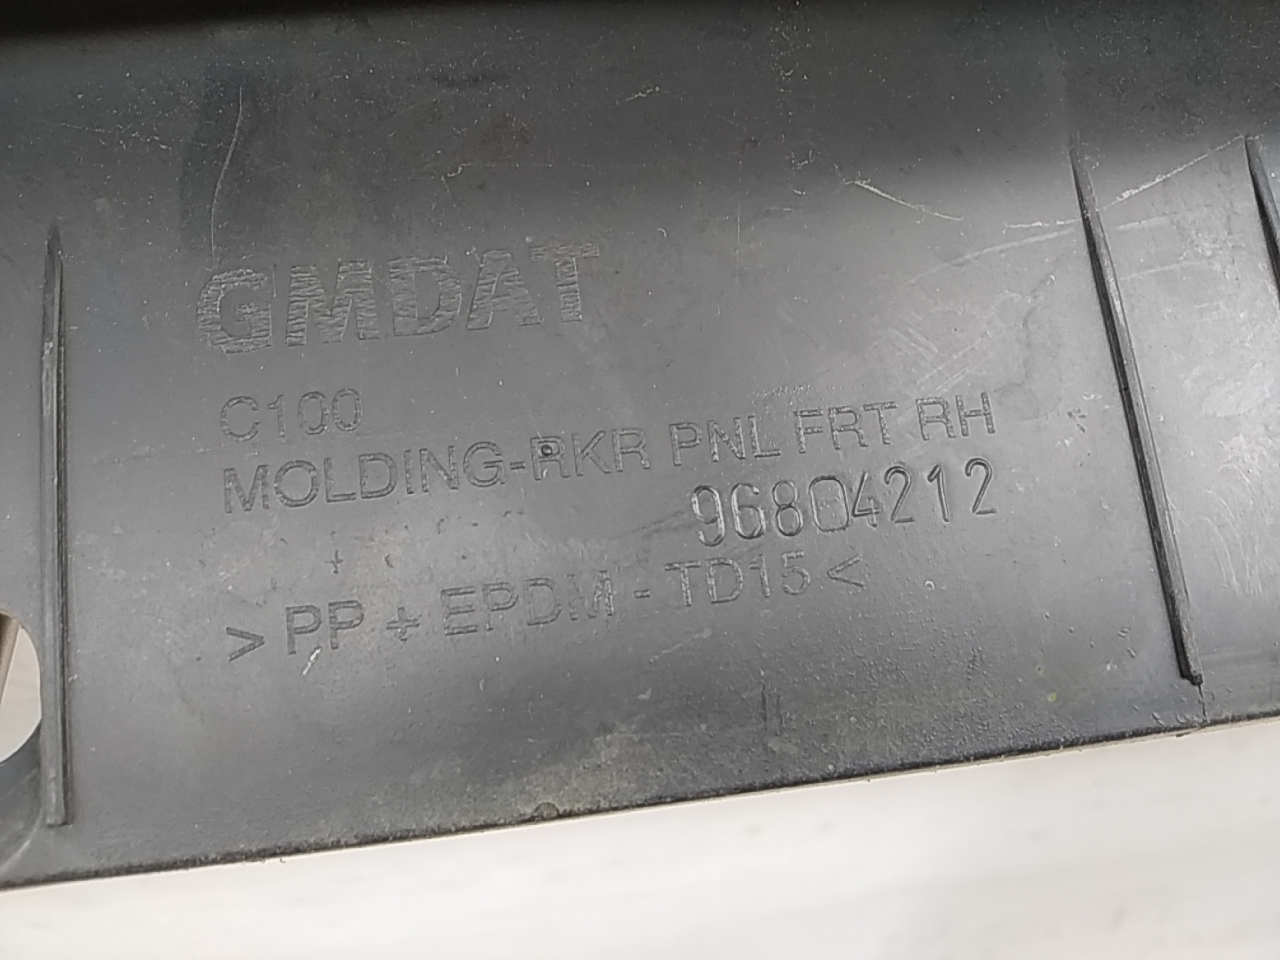 GMDAT
C100
MOLDING-RKR PNL FRT RH
96804212
> PP + EPDM - TD15 <